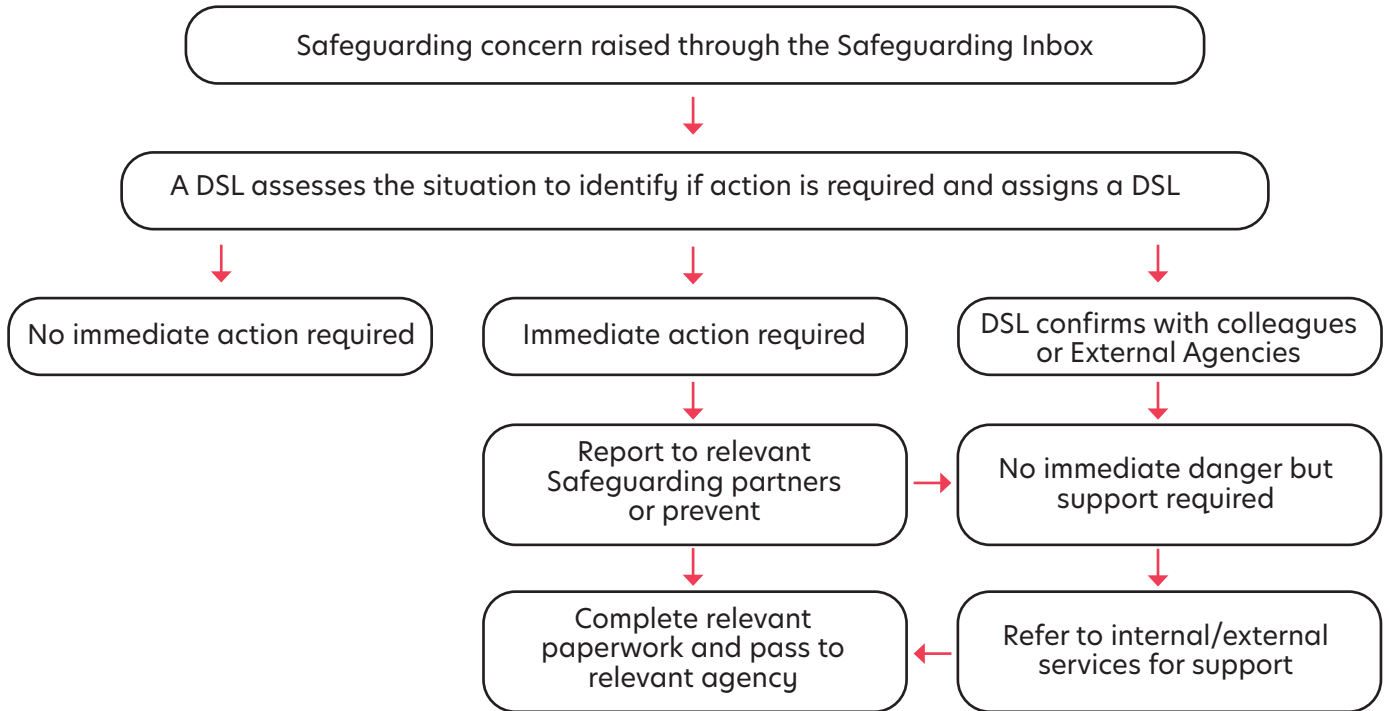 Safeguarding concern raised through the Safeguarding Inbox
A DSL assesses the situation to identify if action is required and assigns a DSL
No immediate action required
Immediate action required
DSL confirms with colleagues
or External Agencies
Report to relevant
Safeguarding partners
or prevent
No immediate danger but
support required
Complete relevant
paperwork and pass to
relevant agency
Refer to internal/external
services for support